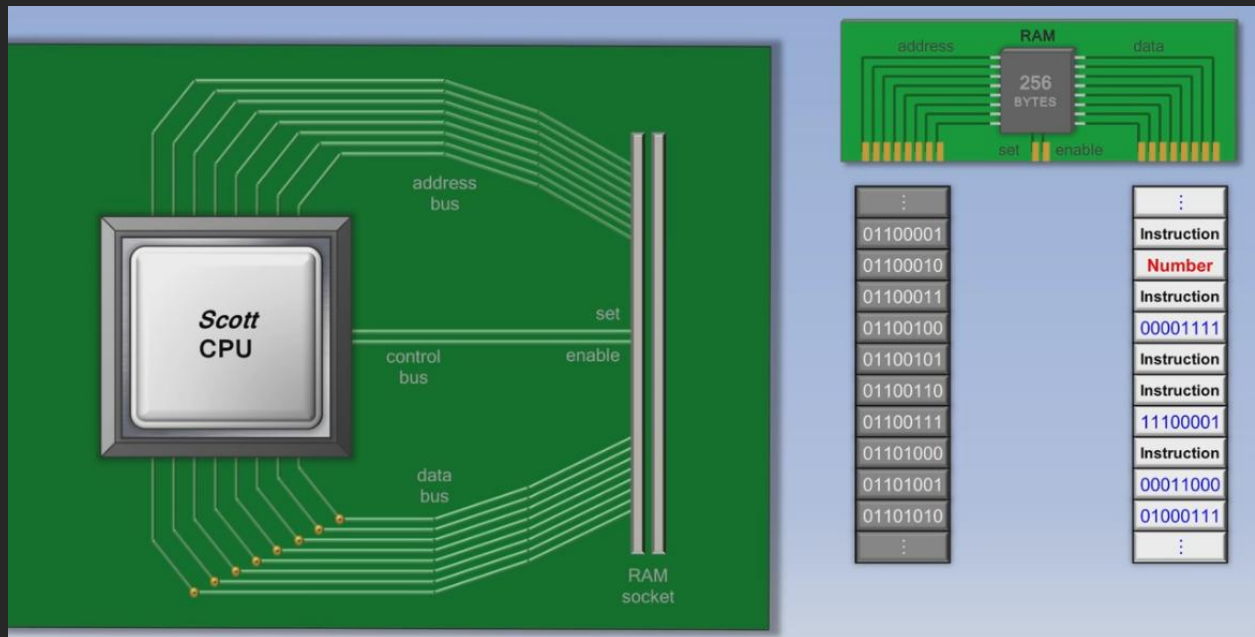 address
bus
Scott
CPU
control
bus
set
enable
data
bus
RAM
socket
RAM
address
data
256
BYTES
set
enable
⋮
01100001
01100010
01100011
01100100
01100101
01100110
01100111
01101000
01101001
01101010
⋮
⋮
Instruction
Number
Instruction
00001111
Instruction
Instruction
11100001
Instruction
00011000
01000111
⋮